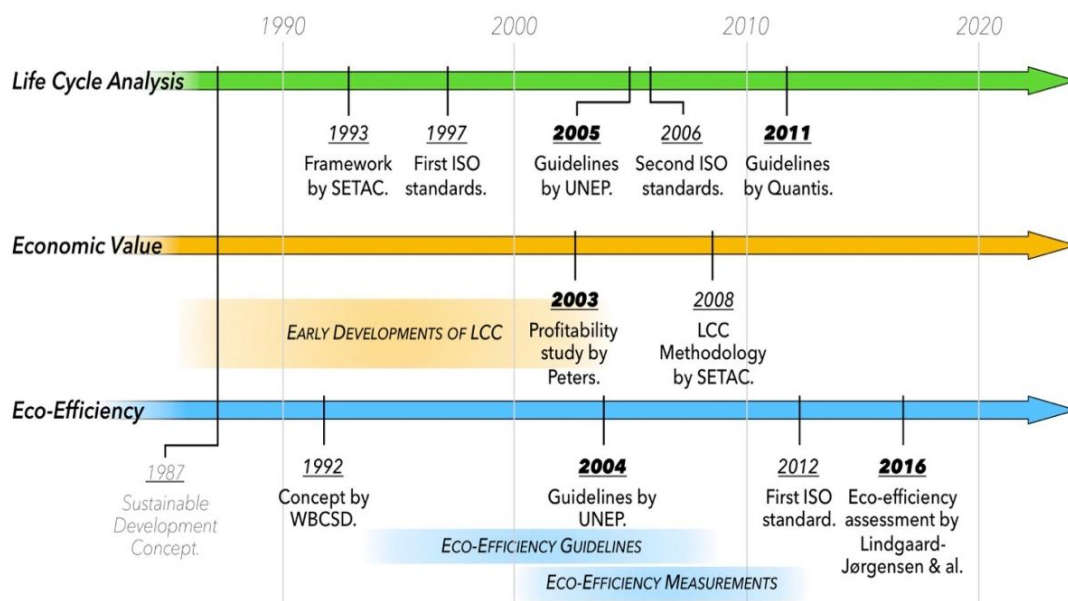 1990 2000 2010 2020
Life Cycle Analysis
1993 1997 2005 2006 2011
Framework First ISO Guidelines Second ISO Guidelines
by SETAC. standards. by UNEP. standards. by Quantis.
Economic Value
2003 2008
EARLY DEVELOPMENTS OF LCC Profitability LCC
study by Methodology
Peters. by SETAC.
Eco-Efficiency
1987 1992 2004 2012 2016
Sustainable Concept by Guidelines by First ISO Eco-efficiency
Development WBCSD. UNEP. standard. assessment by
Concept. ECO-EFFICIENCY GUIDELINES Lindgaard-
ECO-EFFICIENCY MEASUREMENTS Jørgensen & al.